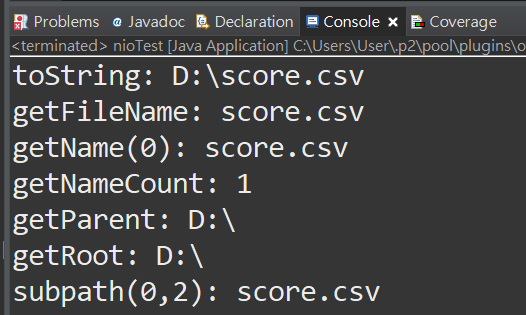 Problems @ Javadoc Declaration Console Coverage
<terminated> nioTest [Java Application] C:\Users\User\.p2\pool\plugins\o
toString: D:\score.csv
getFileName: score.csv
getName(0): score.csv
getNameCount: 1
getParent: D:\
getRoot: D:\
subpath(0,2): score.csv